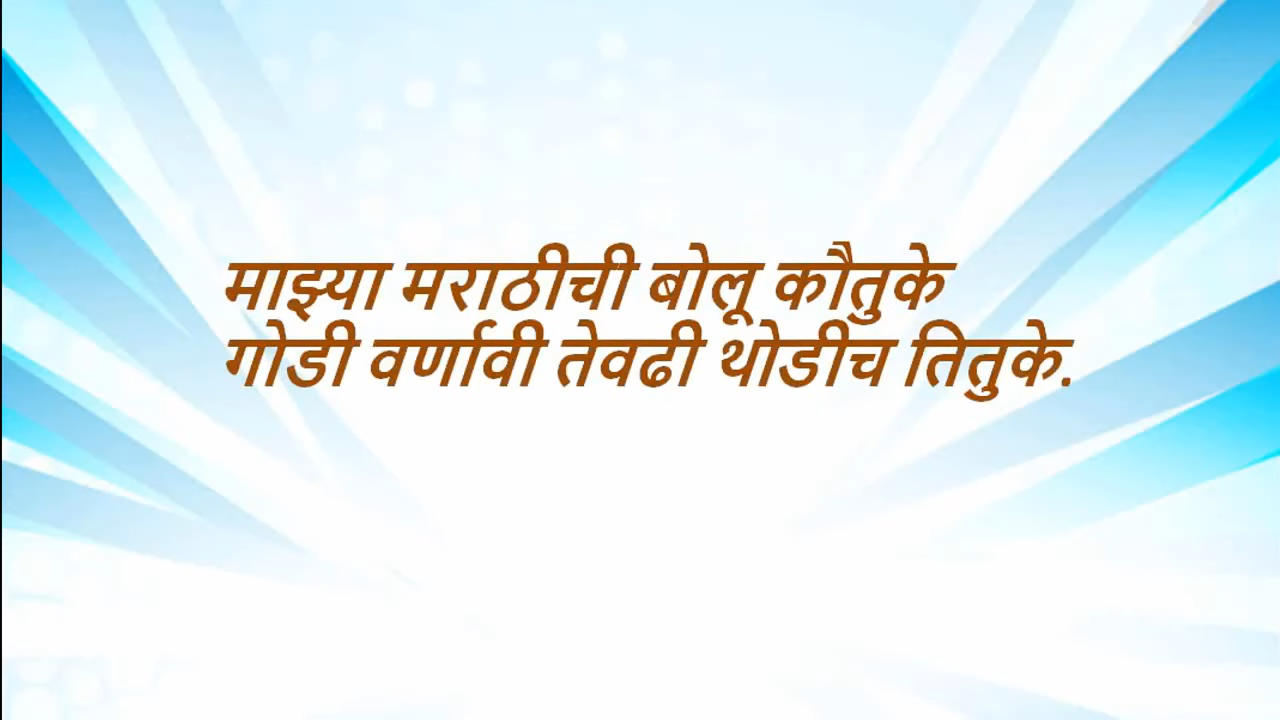 माझ्या मराठीची बोलू कौतुके
गोडी वर्णावी तेवढी थोडीच तितुके.